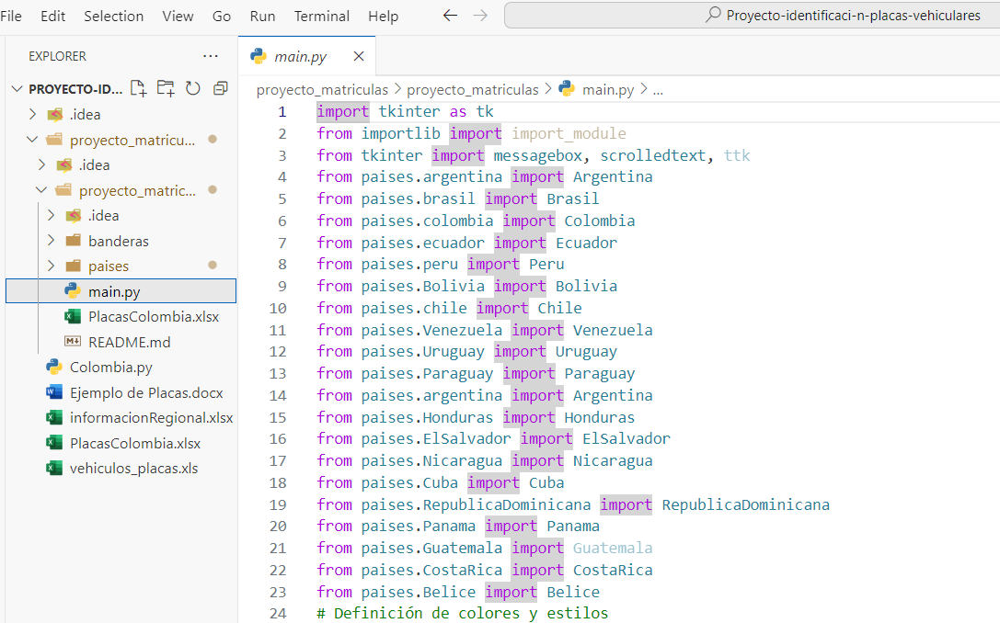 File Edit Selection View Go Run Terminal Help
Proyecto-identificaci-n-placas-vehiculares
EXPLORER
PROYECTO-ID...
.idea
proyecto_matricu...
.idea
proyecto_matric...
.idea
banderas
paises
main.py
PlacasColombia.xlsx
README.md
Colombia.py
Ejemplo de Placas.docx
informacionRegional.xlsx
PlacasColombia.xlsx
vehiculos_placas.xls
main.py
proyecto_matriculas > proyecto_matriculas > main.py > ...
1 import tkinter as tk
2 from importlib import import_module
3 from tkinter import messagebox, scrolledtext, ttk
4 from paises.argentina import Argentina
5 from paises.brasil import Brasil
6 from paises.colombia import Colombia
7 from paises.ecuador import Ecuador
8 from paises.peru import Peru
9 from paises.Bolivia import Bolivia
10 from paises.chile import Chile
11 from paises.Venezuela import Venezuela
12 from paises.Uruguay import Uruguay
13 from paises.Paraguay import Paraguay
14 from paises.argentina import Argentina
15 from paises.Honduras import Honduras
16 from paises.ElSalvador import ElSalvador
17 from paises.Nicaragua import Nicaragua
18 from paises.Cuba import Cuba
19 from paises.RepublicaDominicana import RepublicaDominicana
20 from paises.Panama import Panama
21 from paises.Guatemala import Guatemala
22 from paises.CostaRica import CostaRica
23 from paises.Belice import Belice
24 # Definición de colores y estilos